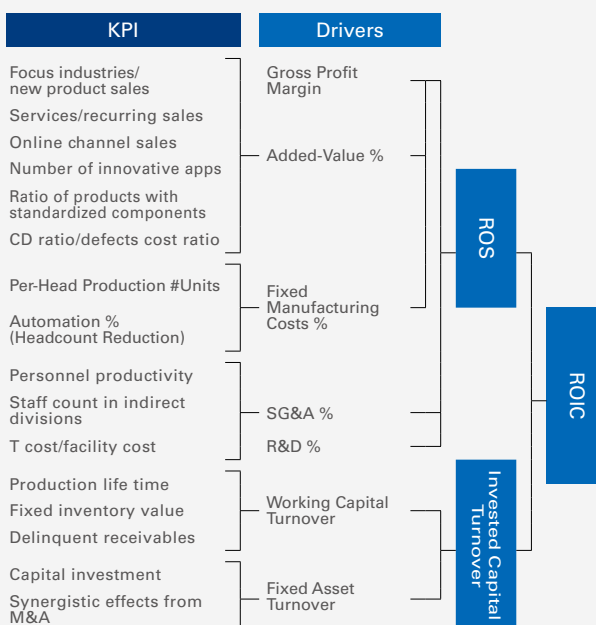 KPI
Drivers
Focus industries/
new product sales
Services/recurring sales
Online channel sales
Number of innovative apps
Ratio of products with
standardized components
CD ratio/defects cost ratio
Per-Head Production #Units
Automation %
(Headcount Reduction)
Personnel productivity
Staff count in indirect
divisions
T cost/facility cost
Production life time
Fixed inventory value
Delinquent receivables
Capital investment
Synergistic effects from
M&A
Gross Profit
Margin
Added-Value %
Fixed
Manufacturing
Costs %
SG&A %
R&D %
Working Capital
Turnover
Fixed Asset
Turnover
ROS
Invested Capital
Turnover
ROIC